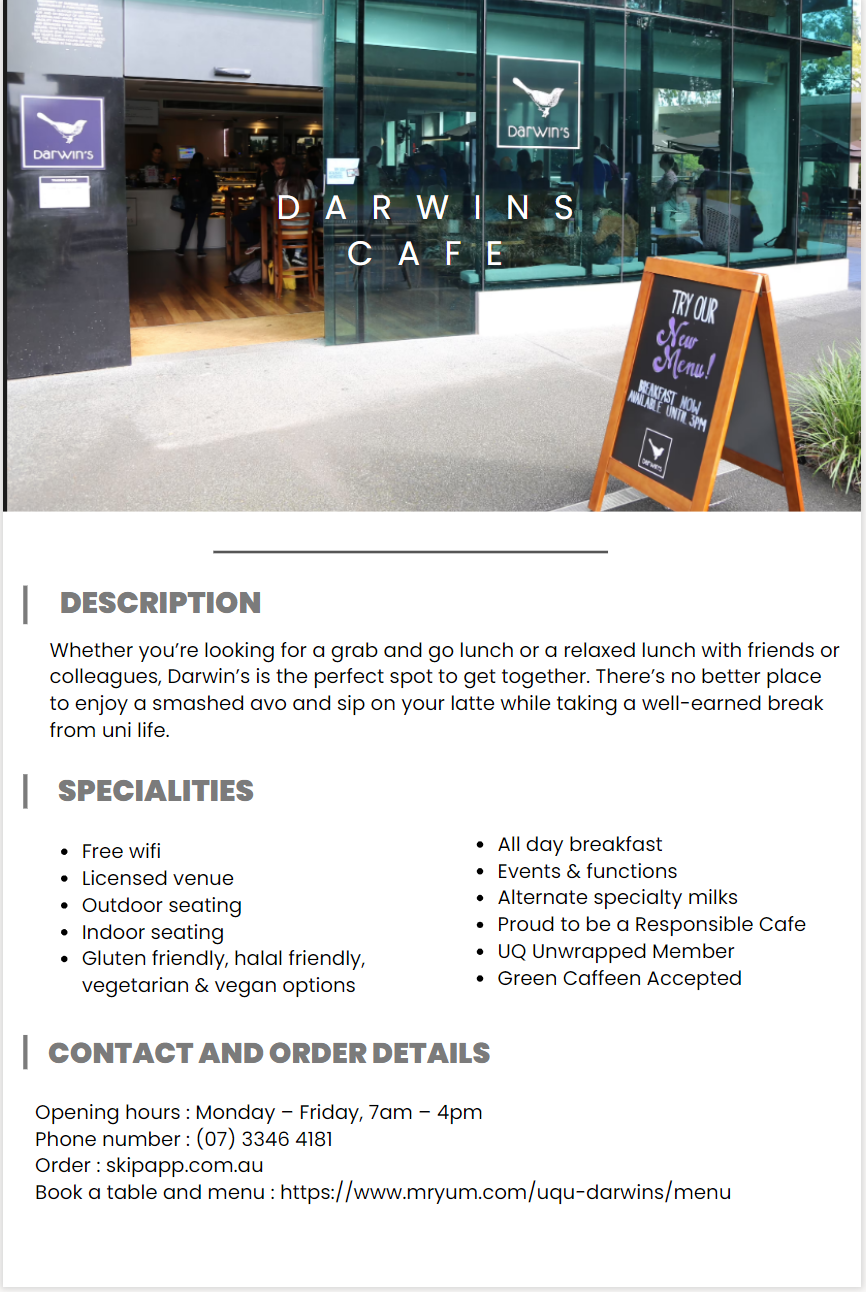 DARWIN'S
DARWIN'S
DARWINS
CAFE
TRY OUR
New
Menu!
BREAKFAST NOW
AVAILABLE UNTIL 3PM
DARWIN'S
DESCRIPTION
Whether you’re looking for a grab and go lunch or a relaxed lunch with friends or
colleagues, Darwin’s is the perfect spot to get together. There’s no better place
to enjoy a smashed avo and sip on your latte while taking a well-earned break
from uni life.
SPECIALITIES
• Free wifi
• Licensed venue
• Outdoor seating
• Indoor seating
• Gluten friendly, halal friendly,
vegetarian & vegan options
• All day breakfast
• Events & functions
• Alternate specialty milks
• Proud to be a Responsible Cafe
• UQ Unwrapped Member
• Green Caffeen Accepted
CONTACT AND ORDER DETAILS
Opening hours : Monday – Friday, 7am – 4pm
Phone number : (07) 3346 4181
Order : skipapp.com.au
Book a table and menu : https://www.mryum.com/uqu-darwins/menu